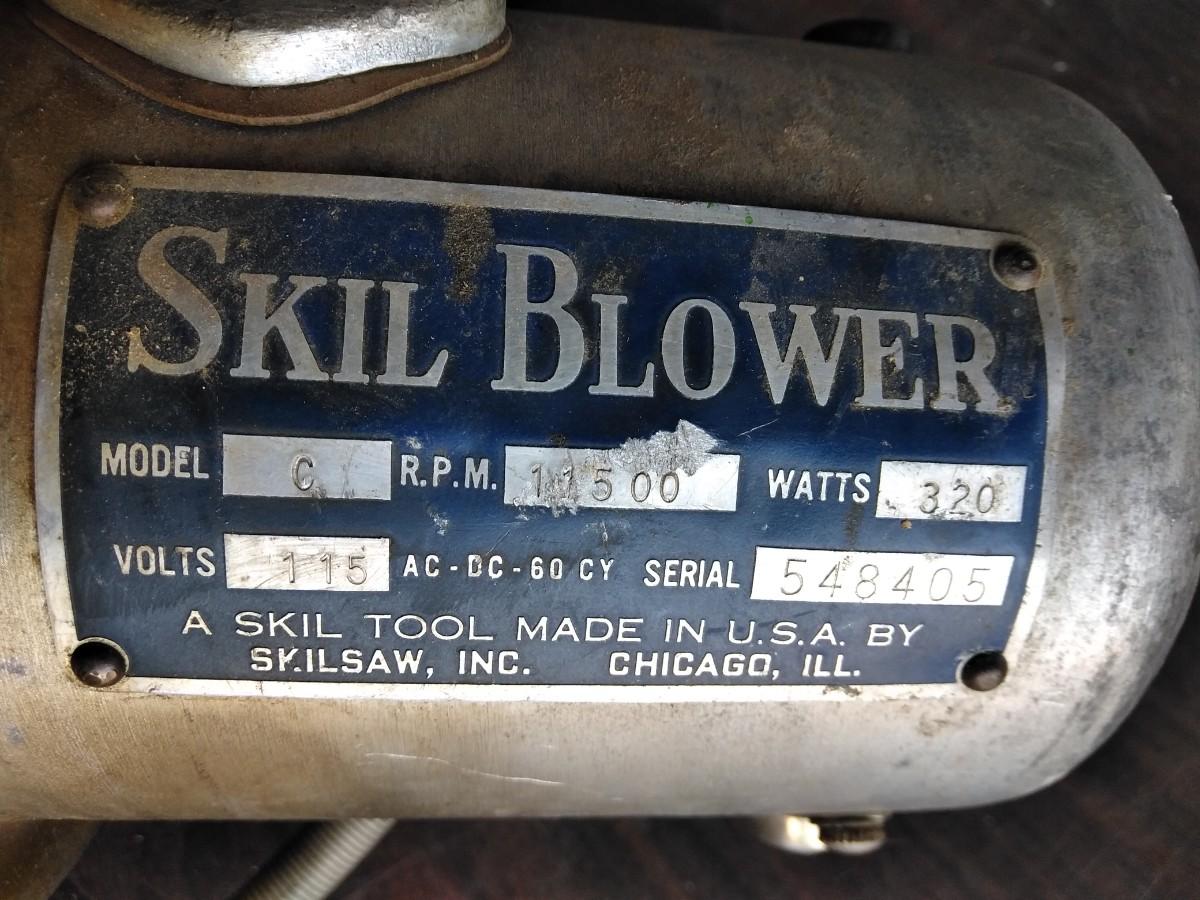 SKIL BLOWER
MODEL C R.P.M. 11500 WATTS 320
VOLTS 115 AC-DC-60 CY SERIAL 548405
A SKIL TOOL MADE IN U.S.A. BY
SKILSAW, INC. CHICAGO, ILL.